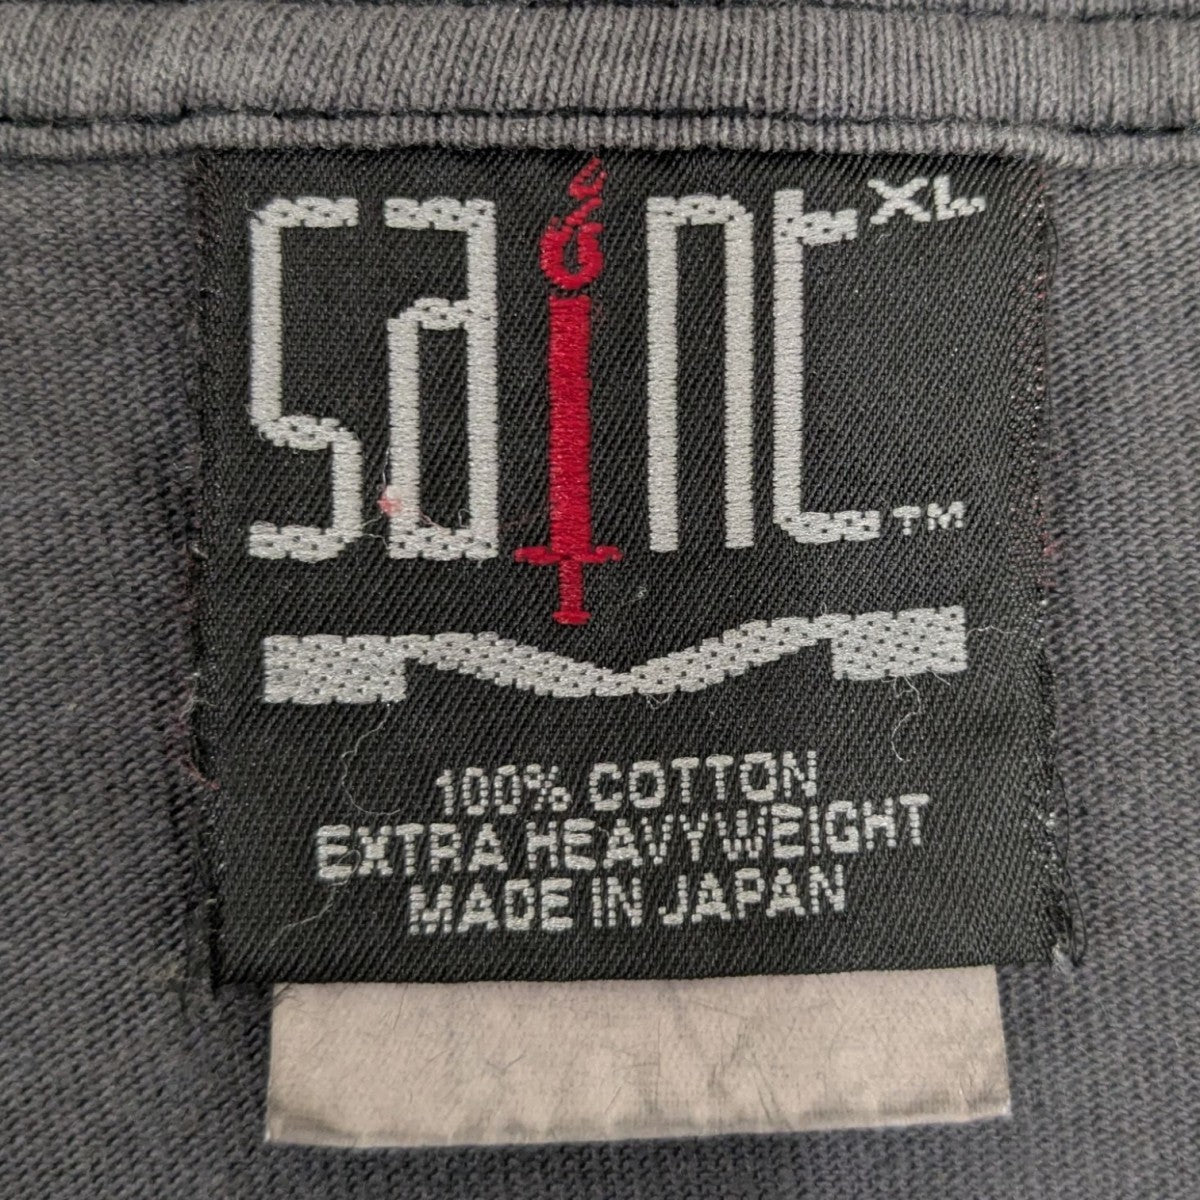 saint XL
TM
100% COTTON
EXTRA HEAVYWEIGHT
MADE IN JAPAN